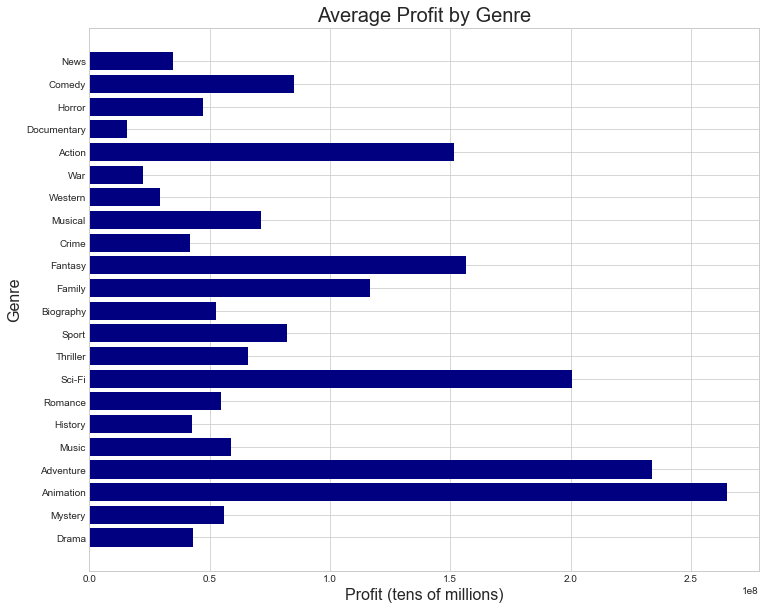 Average Profit by Genre
Genre
News
Comedy
Horror
Documentary
Action
War
Western
Musical
Crime
Fantasy
Family
Biography
Sport
Thriller
Sci-Fi
Romance
History
Music
Adventure
Animation
Mystery
Drama
0.0 0.5 1.0 1.5 2.0 2.5
1e8
Profit (tens of millions)